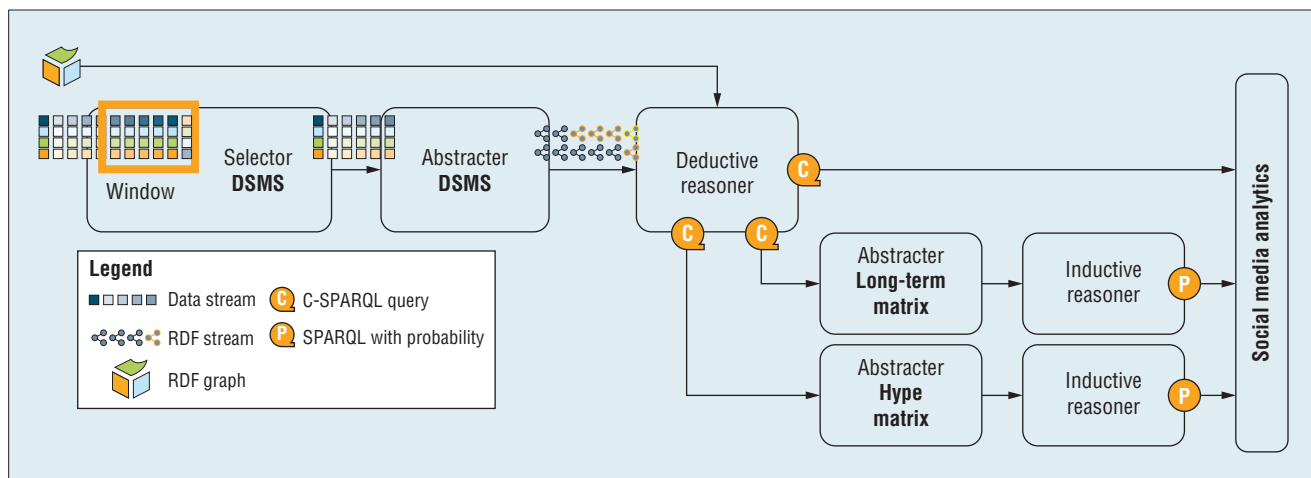 Window
Selector
DSMS
Abstracter
DSMS
Deductive
reasoner
C
C
C
Abstracter
Long-term
matrix
Inductive
reasoner
P
Abstracter
Hype
matrix
Inductive
reasoner
P
Social media analytics
Legend
Data stream
C C-SPARQL query
RDF stream
P SPARQL with probability
RDF graph